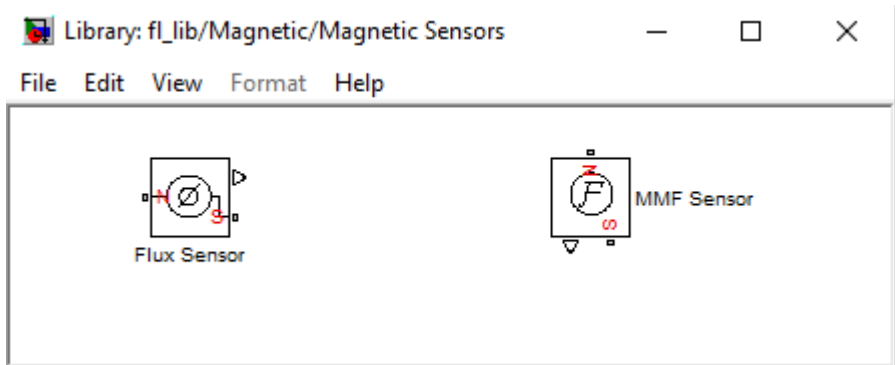 Library: fl_lib/Magnetic/Magnetic Sensors
File Edit View Format Help
N Ø S
Flux Sensor
N
F
S
MMF Sensor